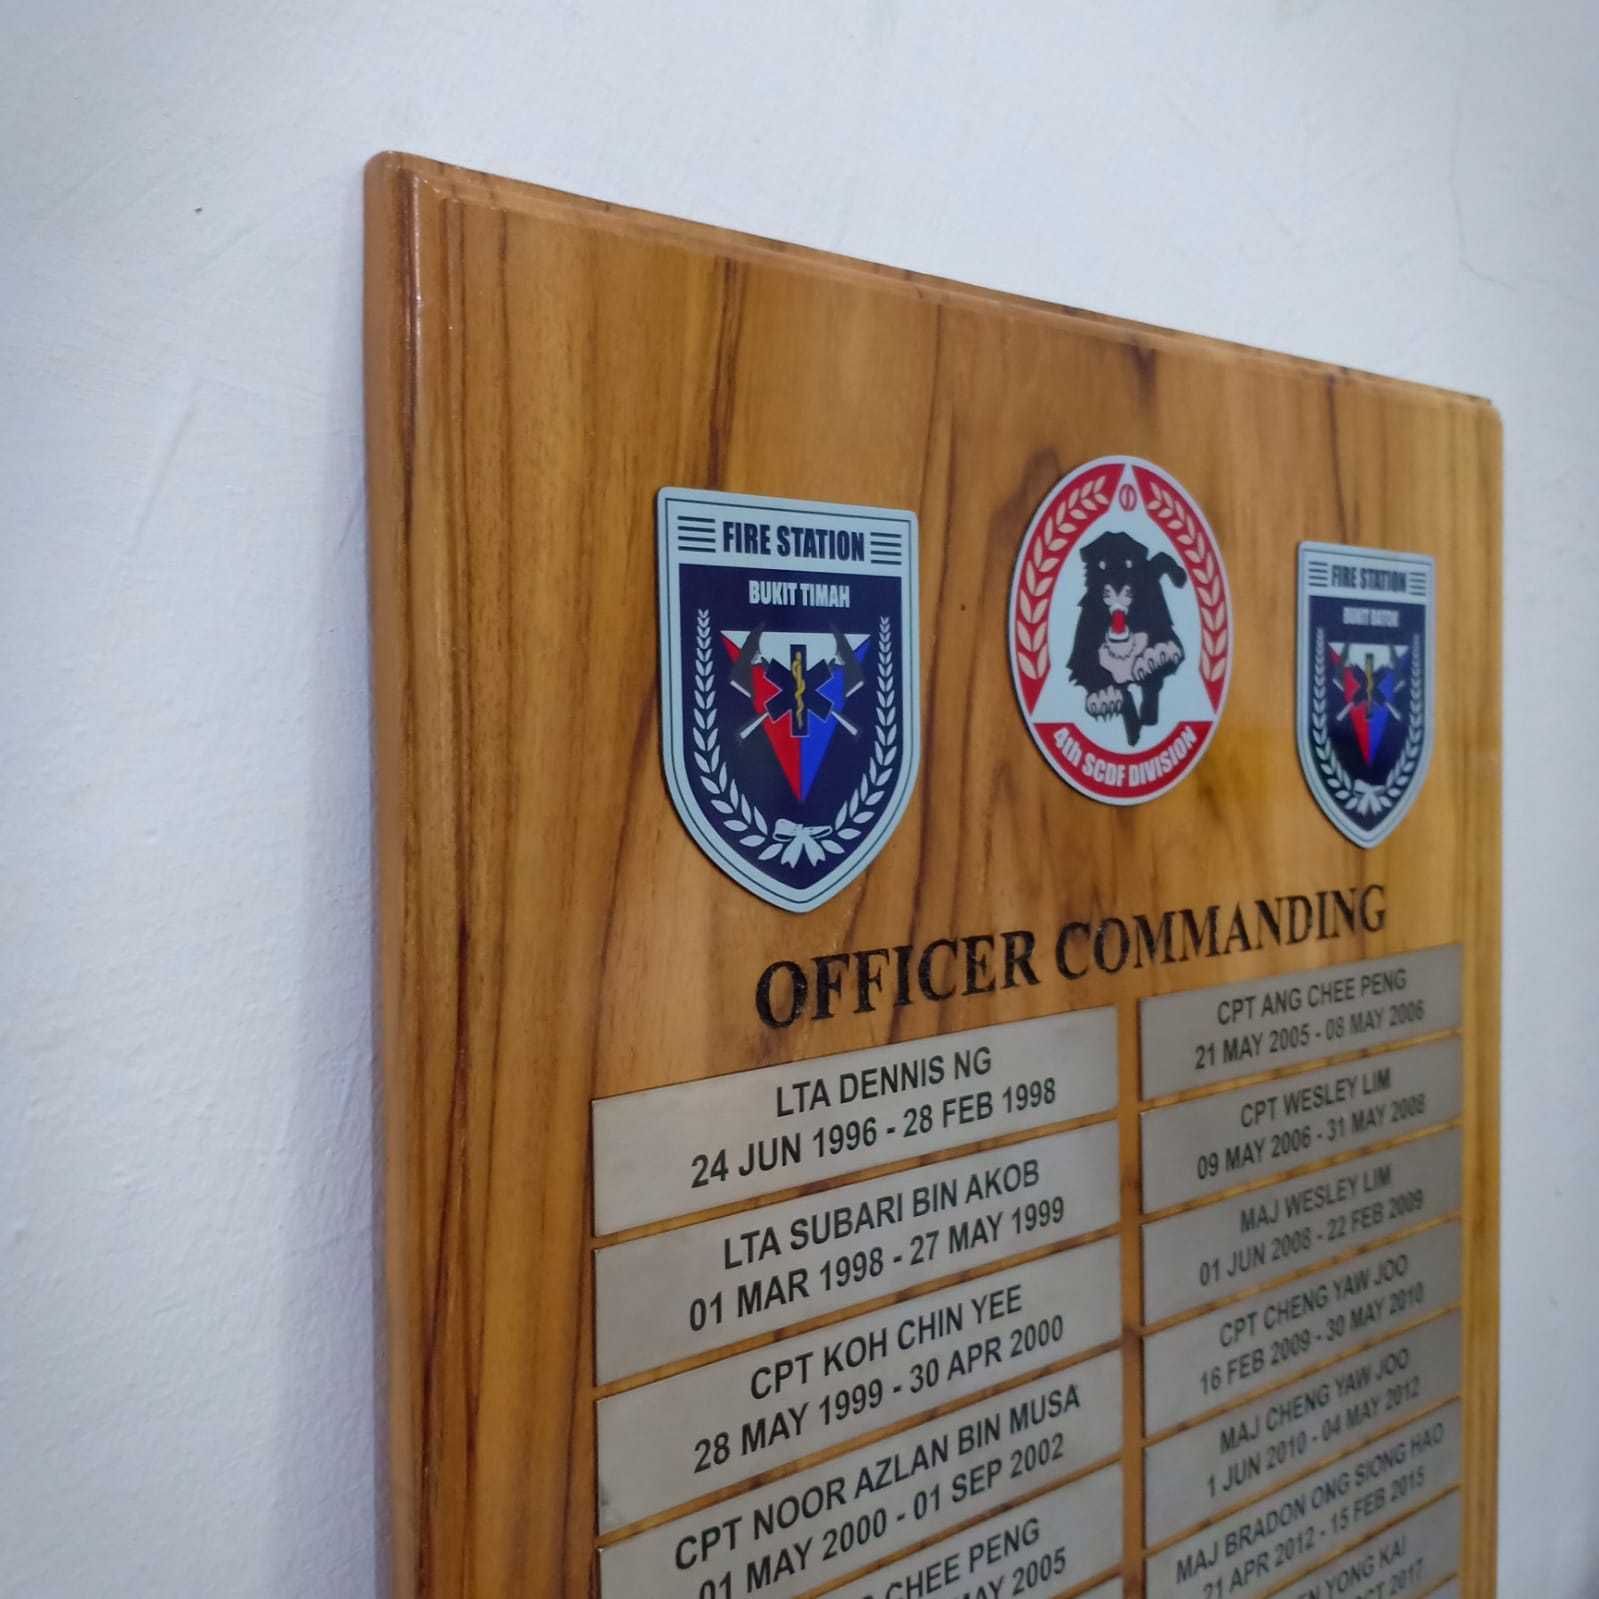 FIRE STATION
BUKIT TIMAH
4th SCDF DIVISION
FIRE STATION
BUKIT BATOK
OFFICER COMMANDING
LTA DENNIS NG
24 JUN 1996 - 28 FEB 1998
LTA SUBARI BIN AKOB
01 MAR 1998 - 27 MAY 1999
CPT KOH CHIN YEE
28 MAY 1999 - 30 APR 2000
CPT NOOR AZLAN BIN MUSA
01 MAY 2000 - 01 SEP 2002
CHEE PENG
MAY 2005
CPT ANG CHEE PENG
21 MAY 2005 - 08 MAY 2006
CPT WESLEY LIM
09 MAY 2006 - 31 MAY 2008
MAJ WESLEY LIM
01 JUN 2008 - 22 FEB 2009
CPT CHENG YAW JOO
16 FEB 2009 - 30 MAY 2010
MAJ CHENG YAW JOO
1 JUN 2010 - 04 MAY 2012
MAJ BRADON ONG SIONG HAO
21 APR 2012 - 15 FEB 2015
YONG KAI
OCT 2017